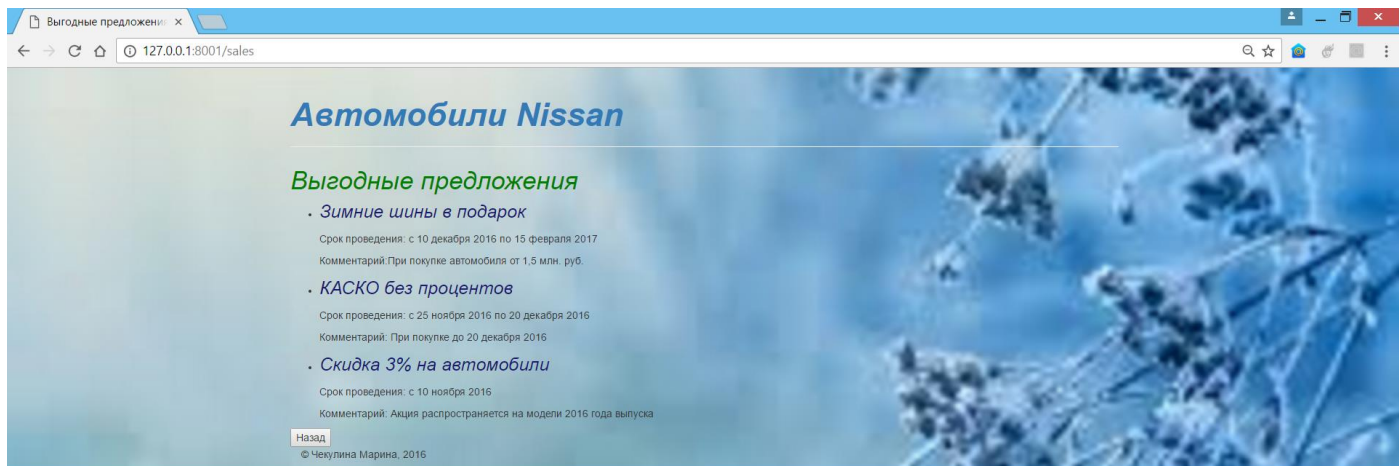 Выгодные предложени
127.0.0.1:8001/sales
Автомобили Nissan
Выгодные предложения
Зимние шины в подарок
Срок проведения: с 10 декабря 2016 по 15 февраля 2017
Комментарий:При покупке автомобиля от 1,5 млн. руб.
КАСКО без процентов
Срок проведения: с 25 ноября 2016 по 20 декабря 2016
Комментарий: При покупке до 20 декабря 2016
Скидка 3% на автомобили
Срок проведения: с 10 ноября 2016
Комментарий: Акция распространяется на модели 2016 года выпуска
Назад
© Чекулина Марина, 2016